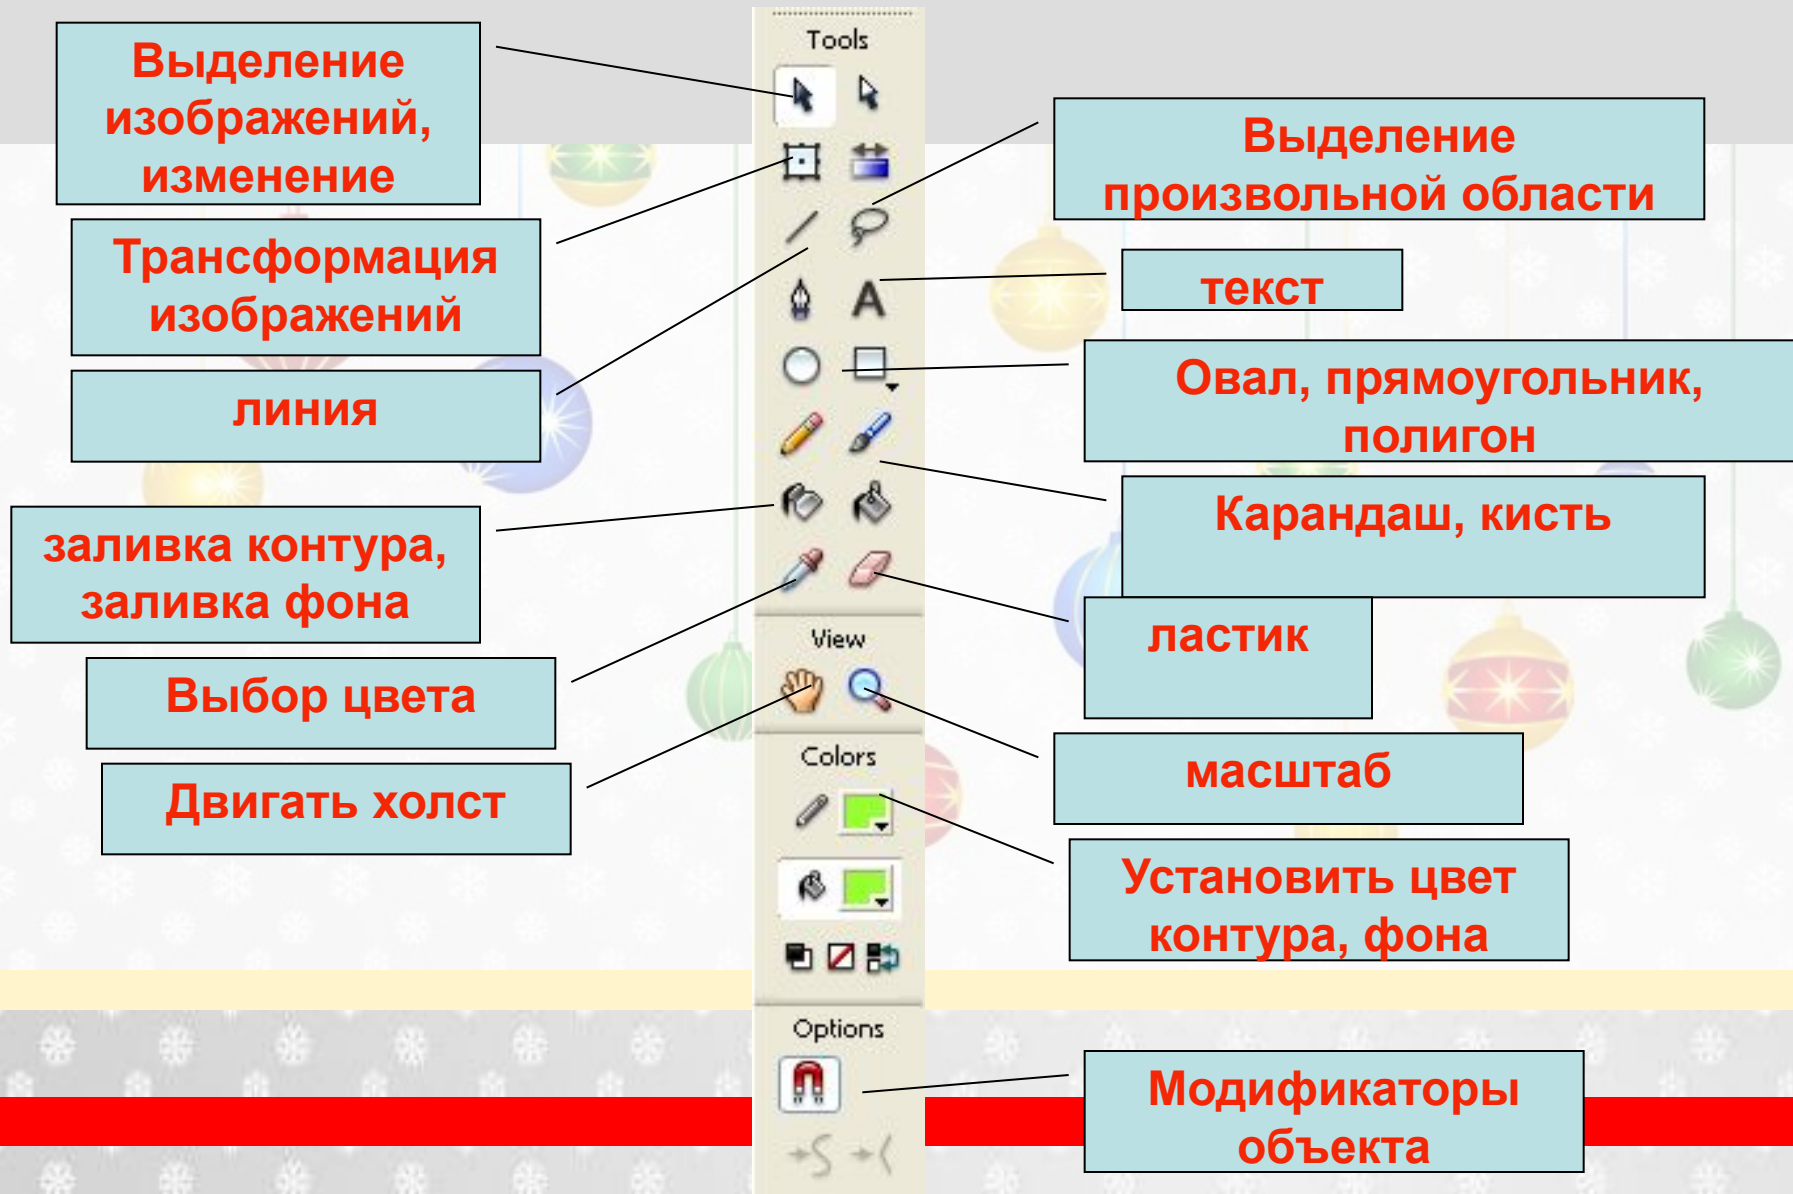 Tools
Выделение
изображений,
изменение
Выделение
произвольной области
Трансформация
изображений
текст
линия
A
Овал, прямоугольник,
полигон
Карандаш, кисть
заливка контура,
заливка фона
ластик
View
Выбор цвета
масштаб
Colors
Двигать холст
Установить цвет
контура, фона
Options
Модификаторы
объекта